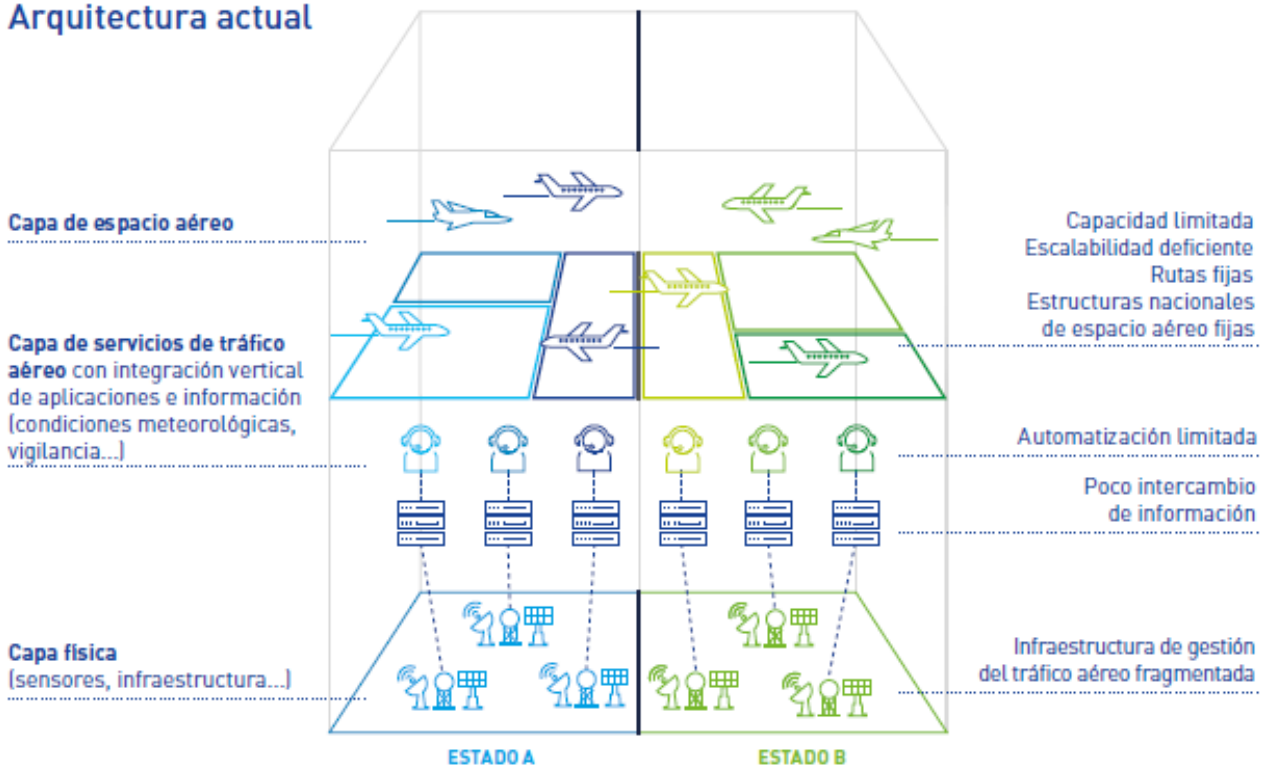 Arquitectura actual
Capa de espacio aéreo
Capa de servicios de tráfico
aéreo con integración vertical
de aplicaciones e información
(condiciones meteorológicas,
vigilancia...)
Capa física
(sensores, infraestructura...)
Capacidad limitada
Escalabilidad deficiente
Rutas fijas
Estructuras nacionales
de espacio aéreo fijas
Automatización limitada
Poco intercambio
de información
Infraestructura de gestión
del tráfico aéreo fragmentada
ESTADO A
ESTADO B